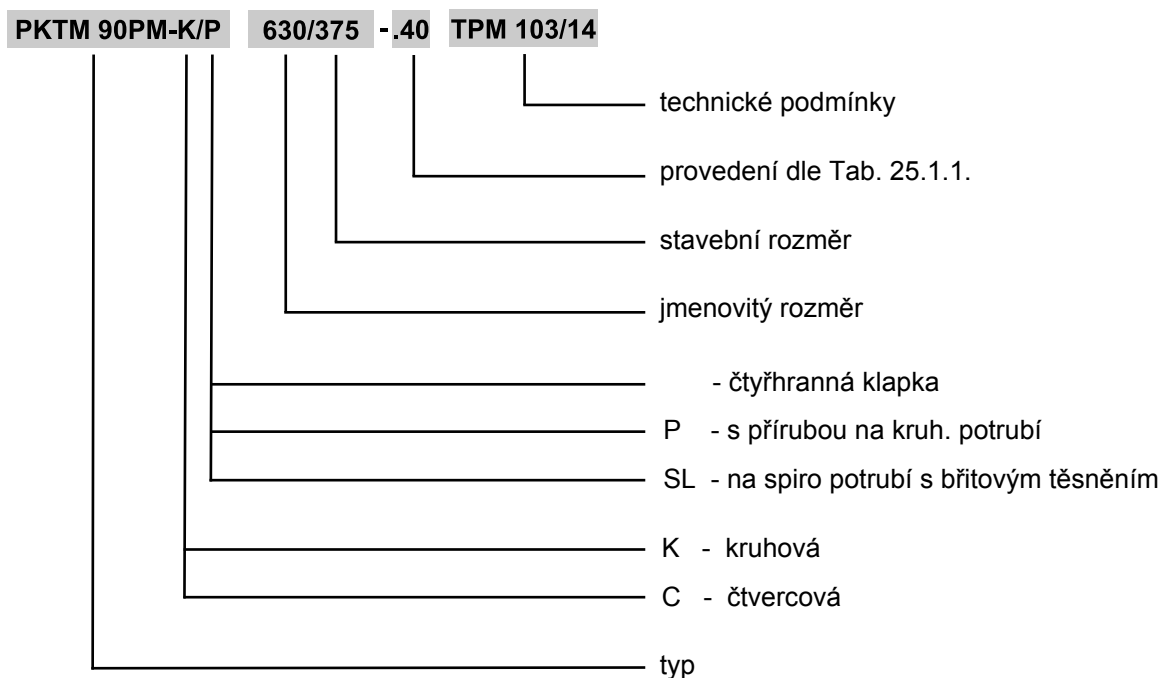 PKTM 90PM-K/P 630/375 - .40 TPM 103/14
technické podmínky
provedení dle Tab. 25.1.1.
stavební rozměr
jmenovitý rozměr
- čtyřhranná klapka
P - s přírubou na kruh. potrubí
SL - na spiro potrubí s břitovým těsněním
K - kruhová
C - čtvercová
typ